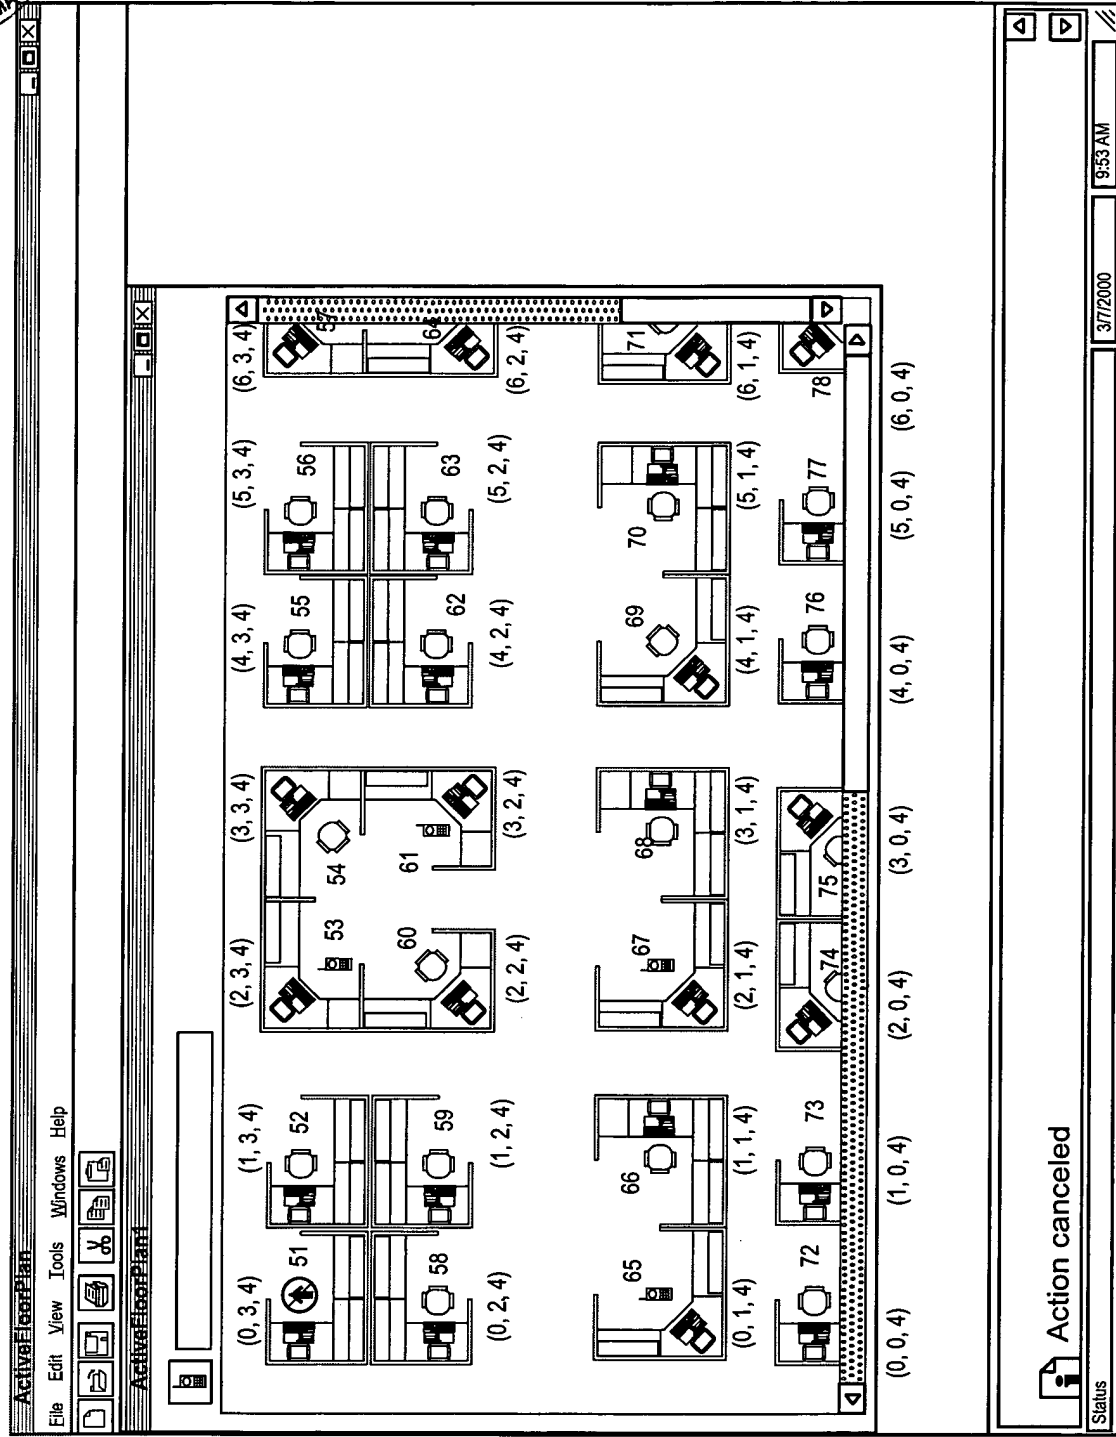 ActiveFloorPlan
File Edit View Tools Windows Help
ActiveFloorPlan1
(0, 3, 4) (1, 3, 4) (2, 3, 4) (3, 3, 4) (4, 3, 4) (5, 3, 4) (6, 3, 4)
51 52 53 54 55 56 57
58 59 60 61 62 63 64
(0, 2, 4) (1, 2, 4) (2, 2, 4) (3, 2, 4) (4, 2, 4) (5, 2, 4) (6, 2, 4)
65 66 67 68 69 70 71
(0, 1, 4) (1, 1, 4) (2, 1, 4) (3, 1, 4) (4, 1, 4) (5, 1, 4) (6, 1, 4)
72 73 74 75 76 77 78
(0, 0, 4) (1, 0, 4) (2, 0, 4) (3, 0, 4) (4, 0, 4) (5, 0, 4) (6, 0, 4)
Action canceled
Status 3/7/2000 9:53 AM